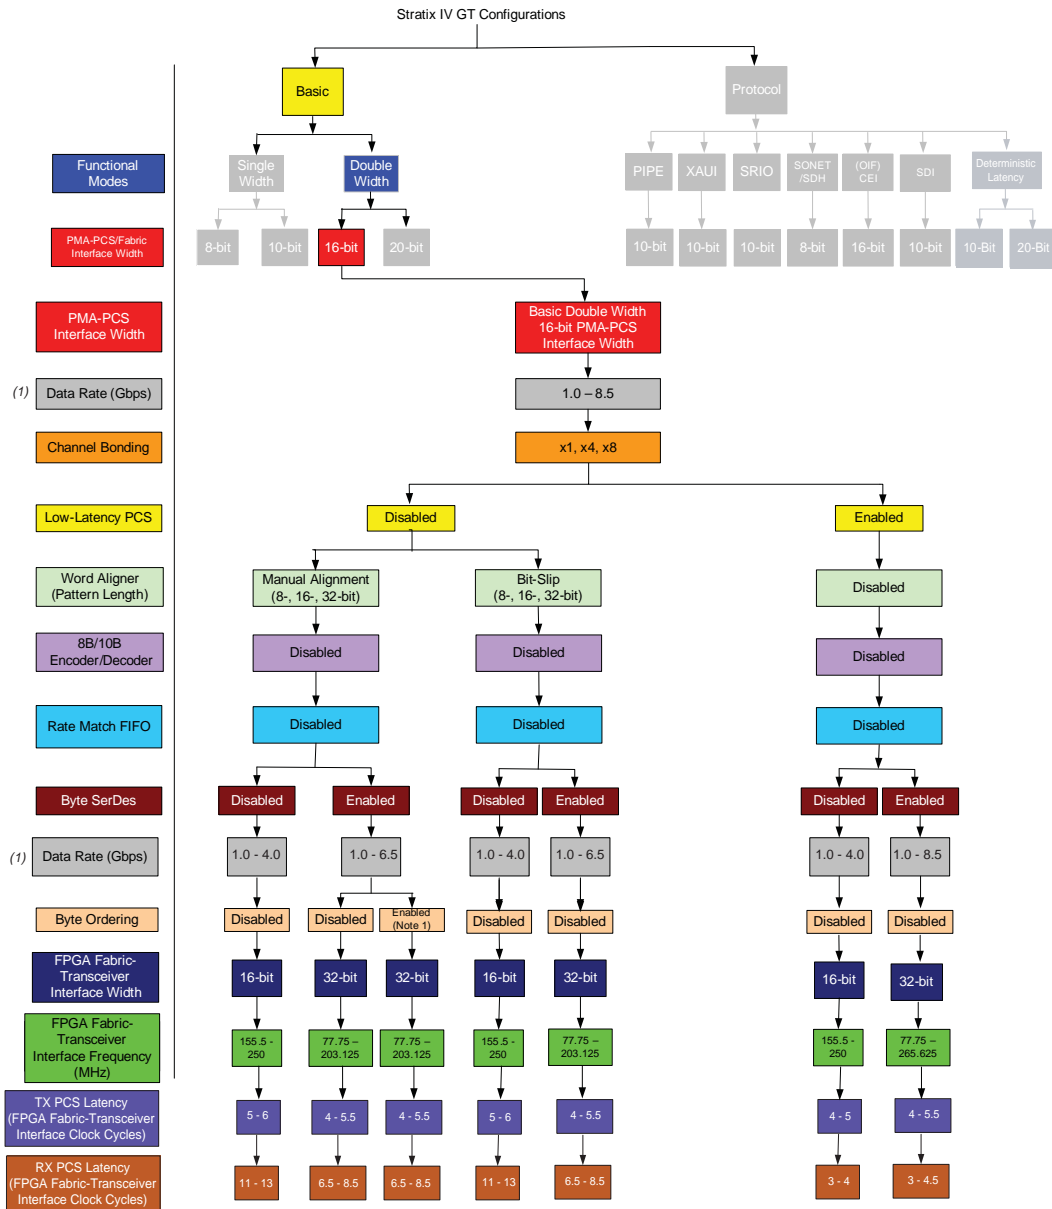 Stratix IV GT Configurations
Basic
Protocol
Functional
Modes
Single
Width
Double
Width
PIPE
XAUI
SRIO
SONET
/SDH
(OIF)
CEI
SDI
Deterministic
Latency
PMA-PCS/Fabric
Interface Width
8-bit
10-bit
16-bit
20-bit
10-bit
10-bit
10-bit
8-bit
16-bit
10-bit
10-Bit
20-Bit
PMA-PCS
Interface Width
Basic Double Width
16-bit PMA-PCS
Interface Width
(1)
Data Rate (Gbps)
1.0 – 8.5
Channel Bonding
x1, x4, x8
Low-Latency PCS
Disabled
Enabled
Word Aligner
(Pattern Length)
Manual Alignment
(8-, 16-, 32-bit)
Bit-Slip
(8-, 16-, 32-bit)
Disabled
8B/10B
Encoder/Decoder
Disabled
Disabled
Disabled
Rate Match FIFO
Disabled
Disabled
Disabled
Byte SerDes
Disabled
Enabled
Disabled
Enabled
Disabled
Enabled
(1)
Data Rate (Gbps)
1.0 - 4.0
1.0 - 6.5
1.0 - 4.0
1.0 - 6.5
1.0 - 4.0
1.0 - 8.5
Byte Ordering
Disabled
Disabled
Enabled
(Note 1)
Disabled
Disabled
Disabled
Disabled
FPGA Fabric-
Transceiver
Interface Width
16-bit
32-bit
32-bit
16-bit
32-bit
16-bit
32-bit
FPGA Fabric-
Transceiver
Interface Frequency
(MHz)
155.5 -
250
77.75 –
203.125
77.75 –
203.125
155.5 -
250
77.75 –
203.125
155.5 -
250
77.75 –
265.625
TX PCS Latency
(FPGA Fabric-Transceiver
Interface Clock Cycles)
5 - 6
4 - 5.5
4 - 5.5
5 - 6
4 - 5.5
4 - 5
4 - 5.5
RX PCS Latency
(FPGA Fabric-Transceiver
Interface Clock Cycles)
11 - 13
6.5 - 8.5
6.5 - 8.5
11 - 13
6.5 - 8.5
3 - 4
3 - 4.5